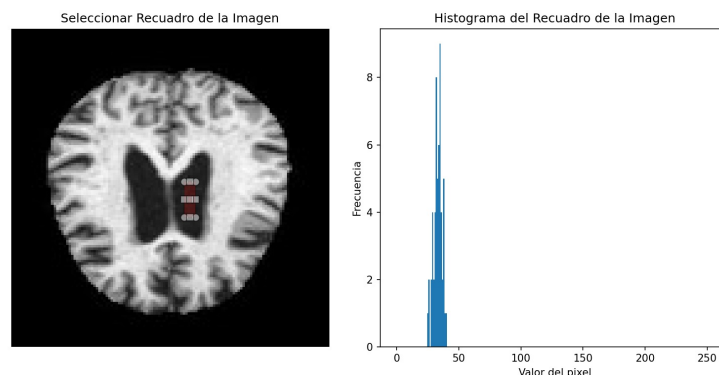 Seleccionar Recuadro de la Imagen
Histograma del Recuadro de la Imagen
Frecuencia
8
6
4
2
0
0 50 100 150 200 250
Valor del pixel